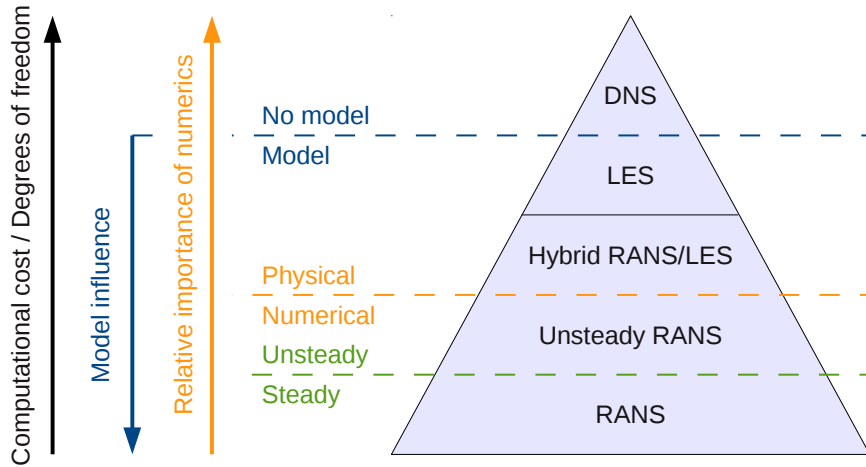 Computational cost / Degrees of freedom
Model influence
Relative importance of numerics
No model
Model
Physical
Numerical
Unsteady
Steady
DNS
LES
Hybrid RANS/LES
Unsteady RANS
RANS